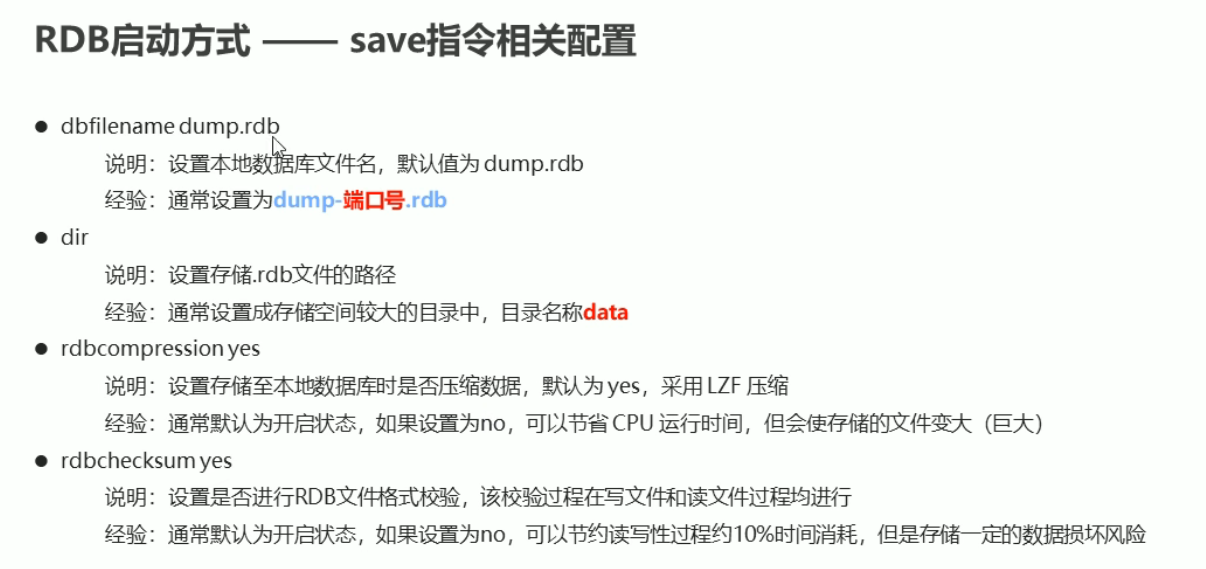 RDB启动方式 —— save指令相关配置
● dbfilename dump.rdb
说明：设置本地数据库文件名，默认值为 dump.rdb
经验：通常设置为dump-端口号.rdb
● dir
说明：设置存储.rdb文件的路径
经验：通常设置成存储空间较大的目录中，目录名称data
● rdbcompression yes
说明：设置存储至本地数据库时是否压缩数据，默认为 yes，采用 LZF 压缩
经验：通常默认为开启状态，如果设置为no，可以节省 CPU 运行时间，但会使存储的文件变大（巨大）
● rdbchecksum yes
说明：设置是否进行RDB文件格式校验，该校验过程在写文件和读文件过程均进行
经验：通常默认为开启状态，如果设置为no，可以节约读写性过程约10%时间消耗，但是存储一定的数据损坏风险